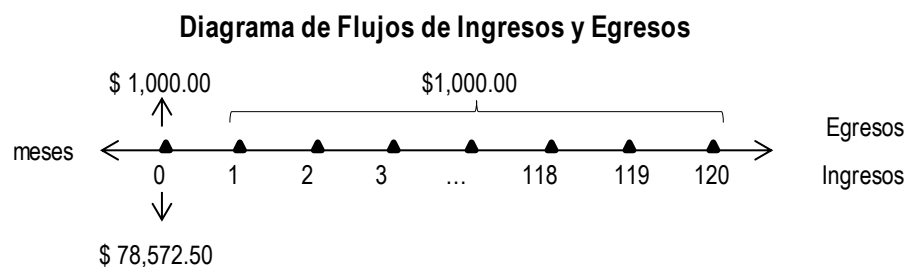 Diagrama de Flujos de Ingresos y Egresos
$ 1,000.00 $1,000.00
Egresos
meses
0 1 2 3 ... 118 119 120 Ingresos
$ 78,572.50